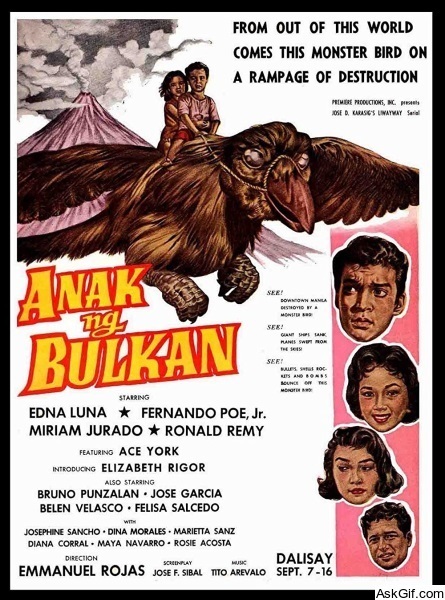 FROM OUT OF THIS WORLD
COMES THIS MONSTER BIRD ON
A RAMPAGE OF DESTRUCTION
PREMIERE PRODUCTIONS, INC. presents
JOSE D. KARASIG'S LIWAYWAY Serial
ANAK
ng
BULKAN
SEE!
DOWNTOWN MANILA
DESTROYED BY A
MONSTER BIRD!
SEE!
GIANT SHIPS SANK,
PLANES SWEPT FROM
THE SKIES!
SEE!
BULLETS, SHELLS ROC-
KETS AND BOMBS
BOUNCE OFF THIS
MONSTER BIRD!
STARRING
EDNA LUNA ★ FERNANDO POE, Jr.
MIRIAM JURADO ★ RONALD REMY
FEATURING ACE YORK
INTRODUCING ELIZABETH RIGOR
ALSO STARRING
BRUNO PUNZALAN • JOSE GARCIA
BELEN VELASCO • FELISA SALCEDO
WITH
JOSEPHINE SANCHO • DINA MORALES • MARIETTA SANZ
DIANA CORRAL • MAYA NAVARRO • ROSIE ACOSTA
DIRECTION
EMMANUEL ROJAS
SCREENPLAY
JOSE F. SIBAL
MUSIC
TITO AREVALO
DALISAY
SEPT. 7-16
AskGif.com